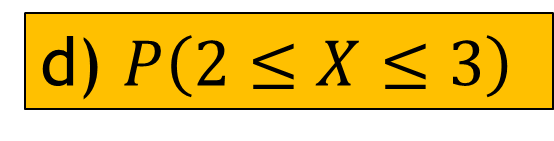 d) P(2 ≤ X ≤ 3)